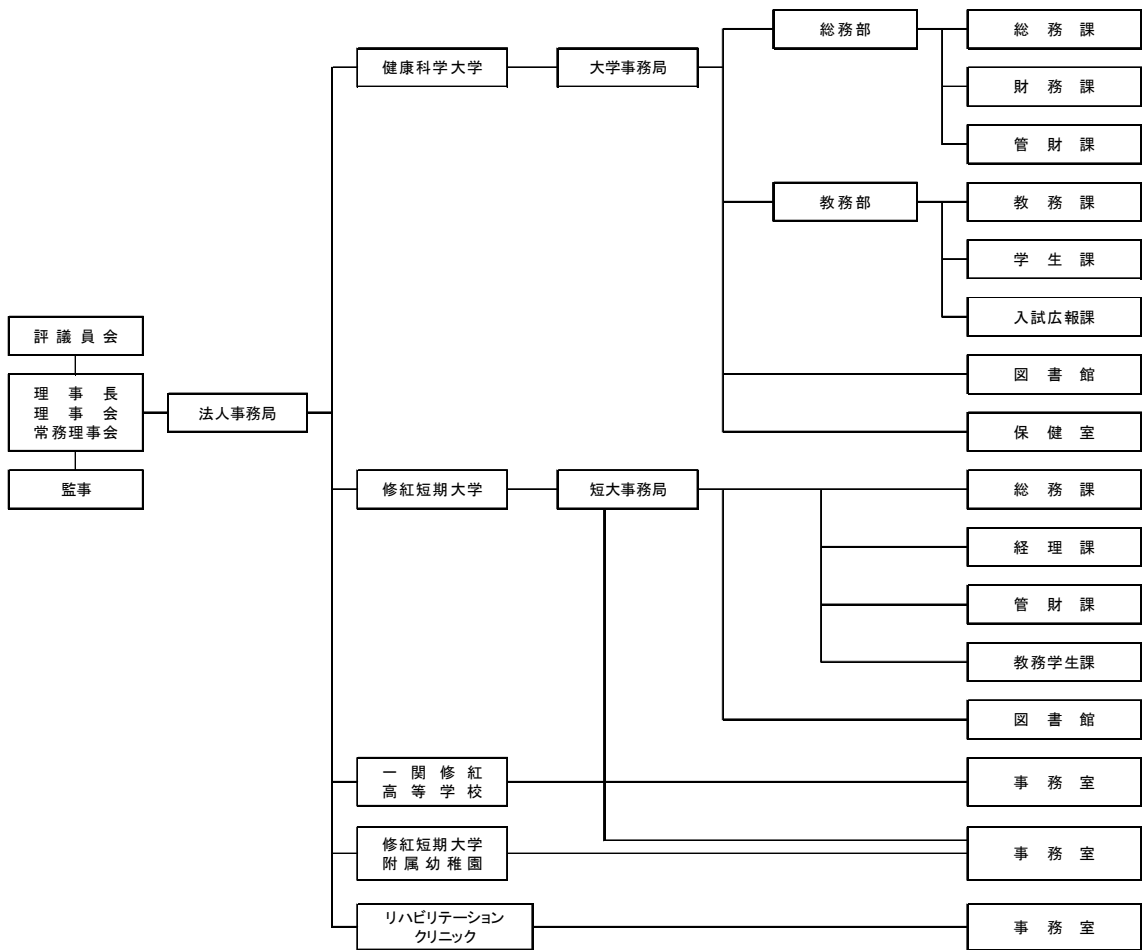 評議員会
理事長
理事会
常務理事会
監事
法人事務局
健康科学大学
大学事務局
総務部
総務課
財務課
管財課
教務部
教務課
学生課
入試広報課
図書館
保健室
修紅短期大学
短大事務局
総務課
経理課
管財課
教務学生課
図書館
一関修紅
高等学校
事務室
修紅短期大学
附属幼稚園
事務室
リハビリテーション
クリニック
事務室